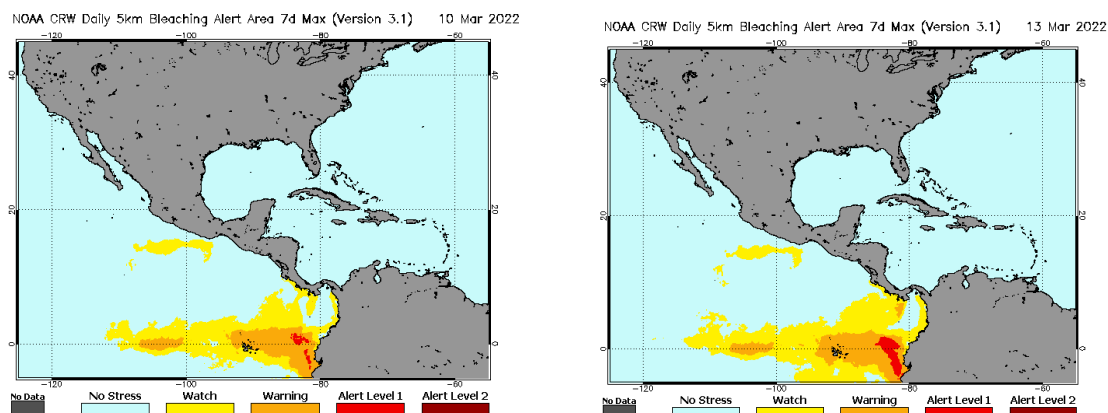 NOAA CRW Daily 5km Bleaching Alert Area 7d Max (Version 3.1) 10 Mar 2022
-120 -100 -80 -60
40 40
20 20
0 0
-120 -100 -80 -60
No Data No Stress Watch Warning Alert Level 1 Alert Level 2
NOAA CRW Daily 5km Bleaching Alert Area 7d Max (Version 3.1) 13 Mar 2022
-120 -100 -80 -60
40 40
20 20
0 0
-120 -100 -80 -60
No Data No Stress Watch Warning Alert Level 1 Alert Level 2